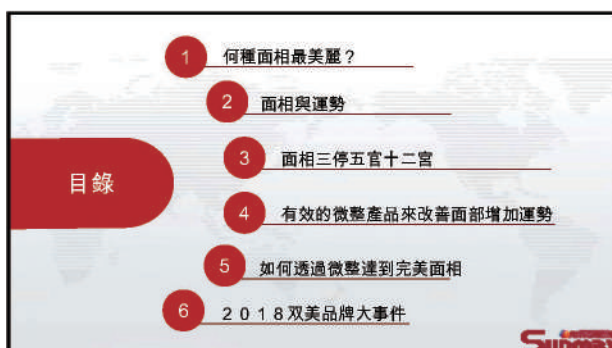 目錄
1 何種面相最美麗？
2 面相與運勢
3 面相三停五官十二宮
4 有效的微整產品來改善面部增加運勢
5 如何透過微整達到完美面相
6 2018双美品牌大事件